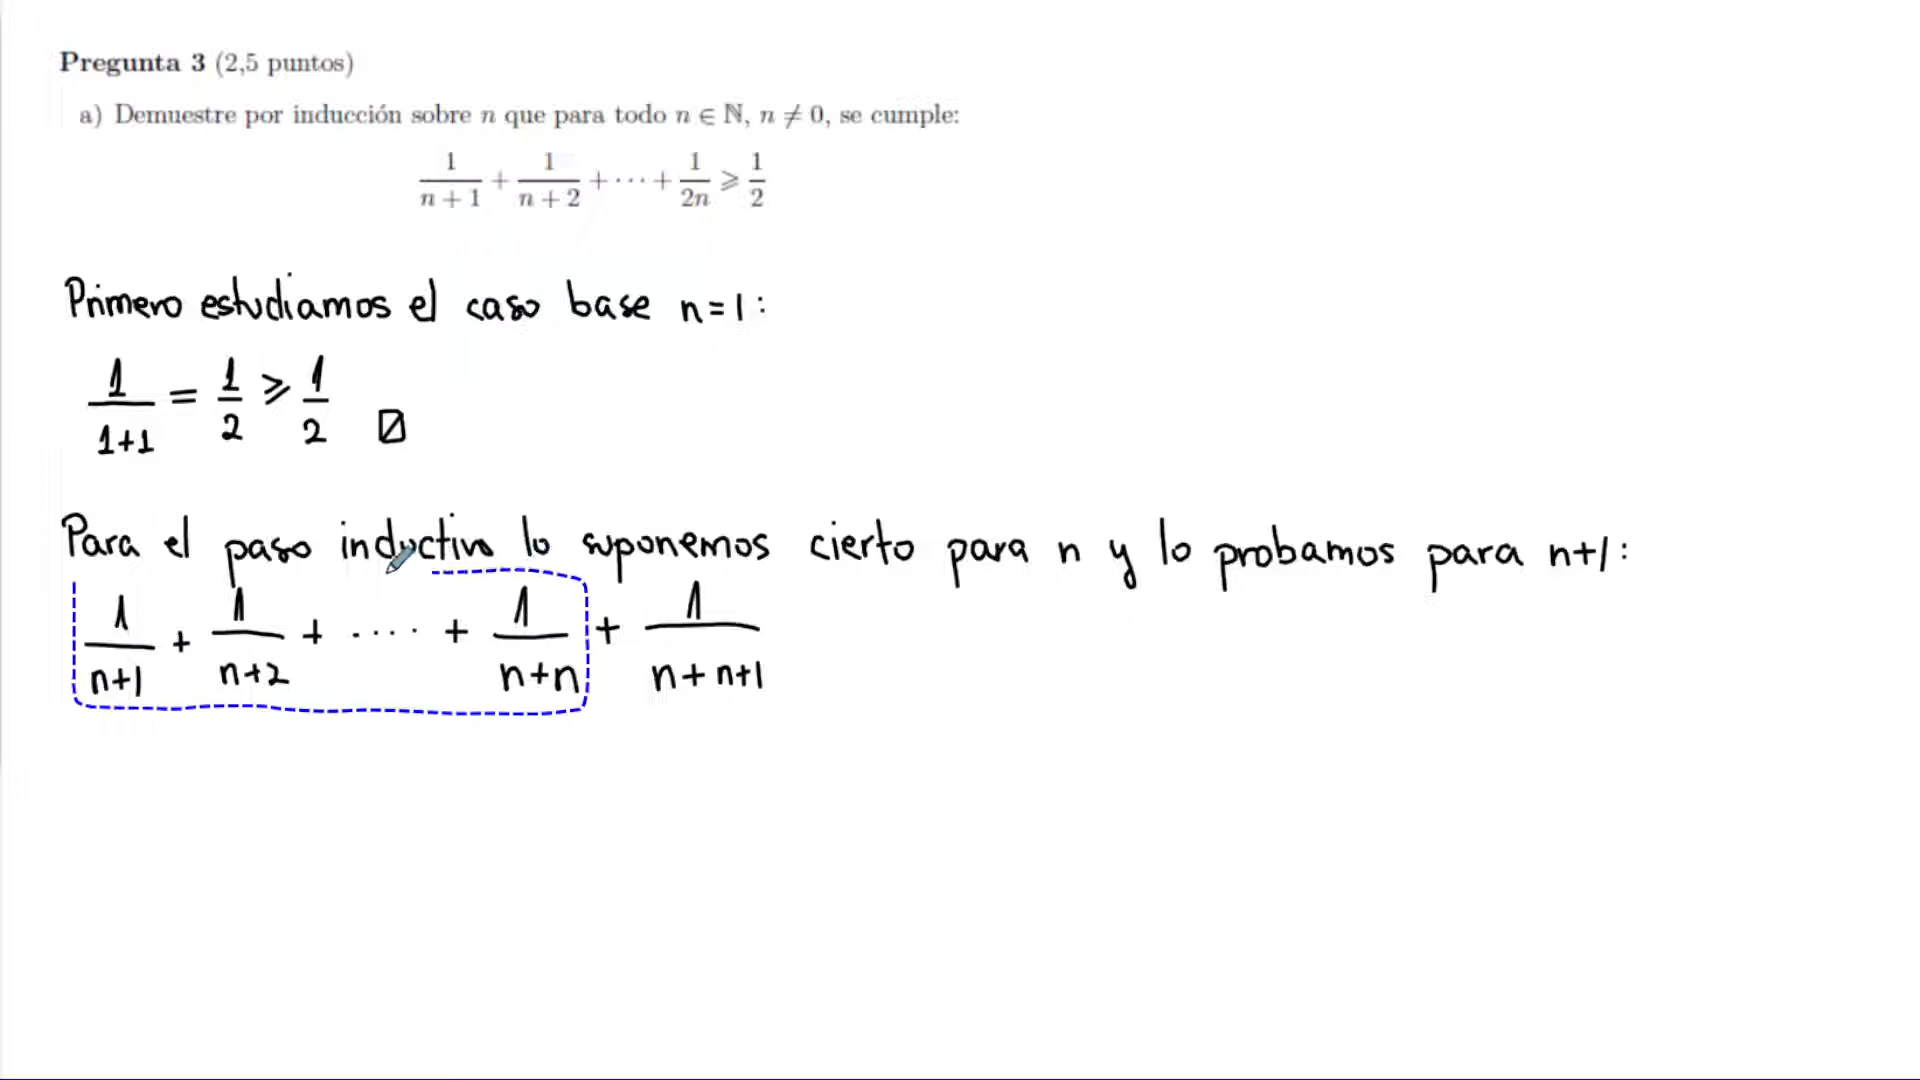 Pregunta 3 (2,5 puntos)
a) Demuestre por inducción sobre n que para todo n ∈ ℕ, n ≠ 0, se cumple:
1/(n + 1) + 1/(n + 2) + ⋯ + 1/2n ⩾ 1/2
Primero estudiamos el caso base n=1:
1/(1+1) = 1/2 ⩾ 1/2 ☑
Para el paso inductivo lo suponemos cierto para n y lo probamos para n+1:
1/(n+1) + 1/(n+2) + ···· + 1/(n+n) + 1/(n+n+1)